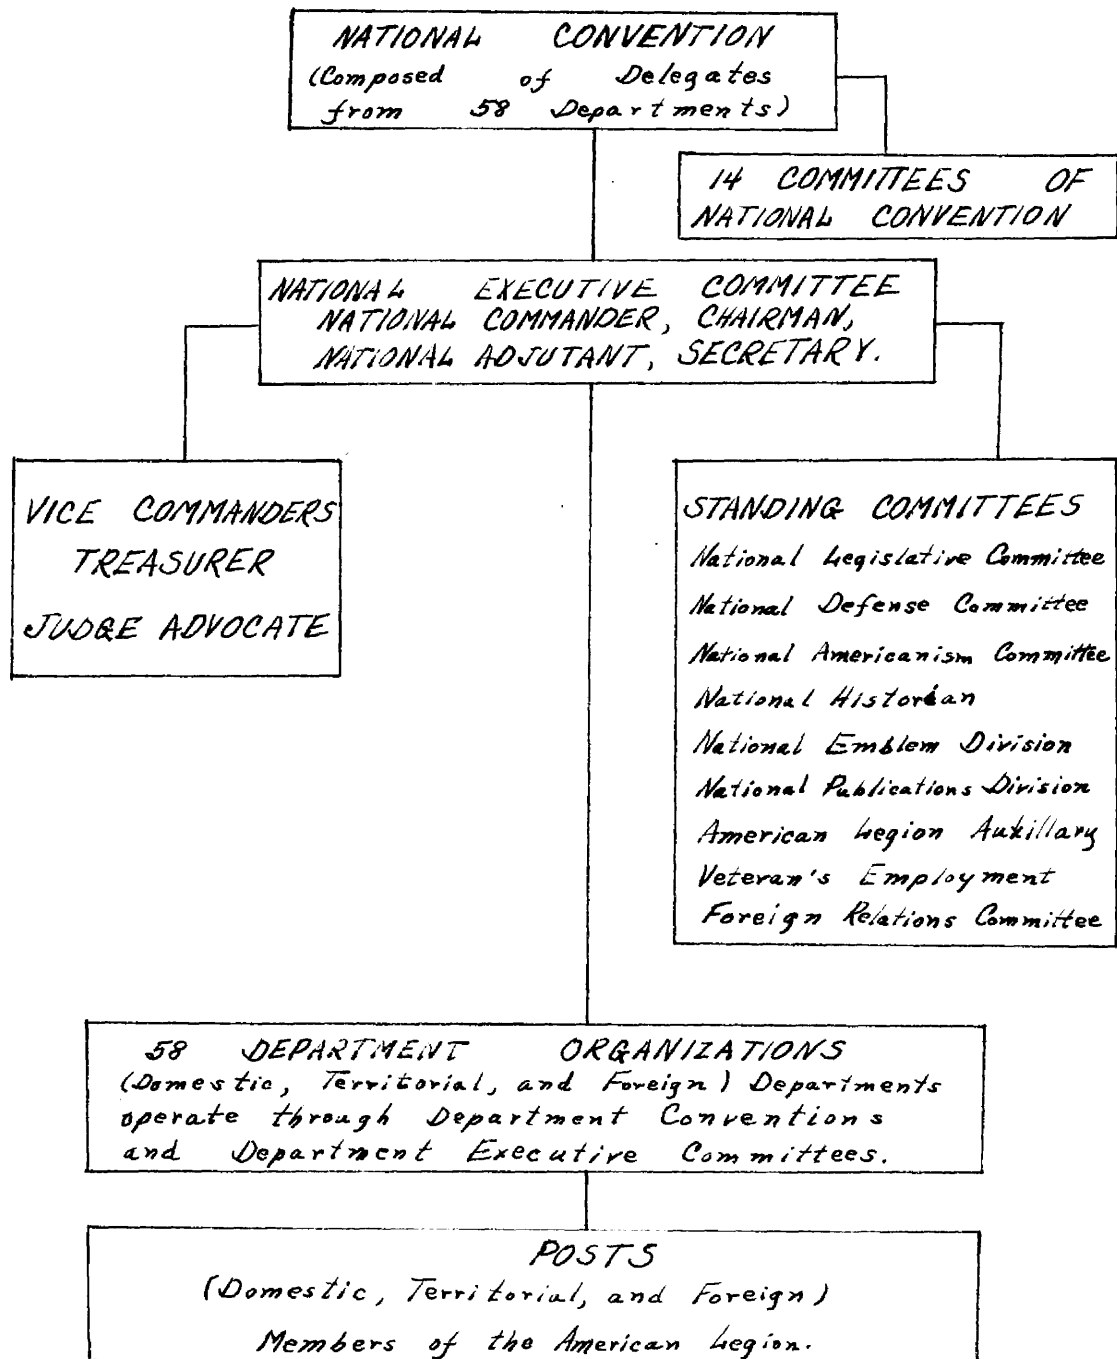 NATIONAL CONVENTION
(Composed of Delegates
from 58 Departments)
14 COMMITTEES OF
NATIONAL CONVENTION
NATIONAL EXECUTIVE COMMITTEE
NATIONAL COMMANDER, CHAIRMAN,
NATIONAL ADJUTANT, SECRETARY.
VICE COMMANDERS
TREASURER
JUDGE ADVOCATE
STANDING COMMITTEES
National Legislative Committee
National Defense Committee
National Americanism Committee
National Historian
National Emblem Division
National Publications Division
American Legion Auxillary
Veteran's Employment
Foreign Relations Committee
58 DEPARTMENT ORGANIZATIONS
(Domestic, Territorial, and Foreign) Departments
operate through Department Conventions
and Department Executive Committees.
POSTS
(Domestic, Territorial, and Foreign)
Members of the American Legion.